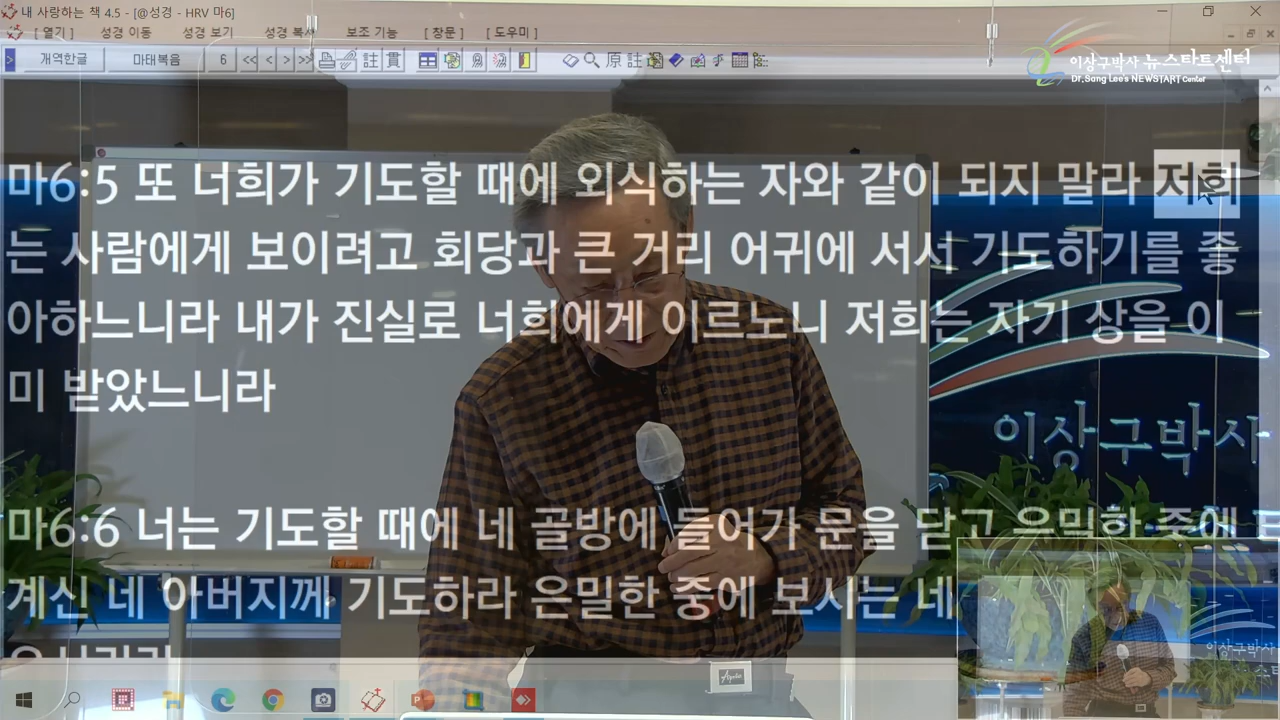 내 사랑하는 책 4.5 - [@성경 - HRV 마6]
[ 열기 ] 성경 이동 성경 보기 성경 복사 보조 기능 [ 창문 ] [ 도우미 ]
개역한글 마태복음 6 << < > >> 註 貫 原 註
이상구박사 뉴스타트센터
Dr. Sang Lee's NEWSTART Center
마6:5 또 너희가 기도할 때에 외식하는 자와 같이 되지 말라 저희
는 사람에게 보이려고 회당과 큰 거리 어귀에 서서 기도하기를 좋
아하느니라 내가 진실로 너희에게 이르노니 저희는 자기 상을 이
미 받았느니라
이상구박사
마6:6 너는 기도할 때에 네 골방에 들어가 문을 닫고 은밀한 중에
계신 네 아버지께 기도하라 은밀한 중에 보시는 네
이상구박사